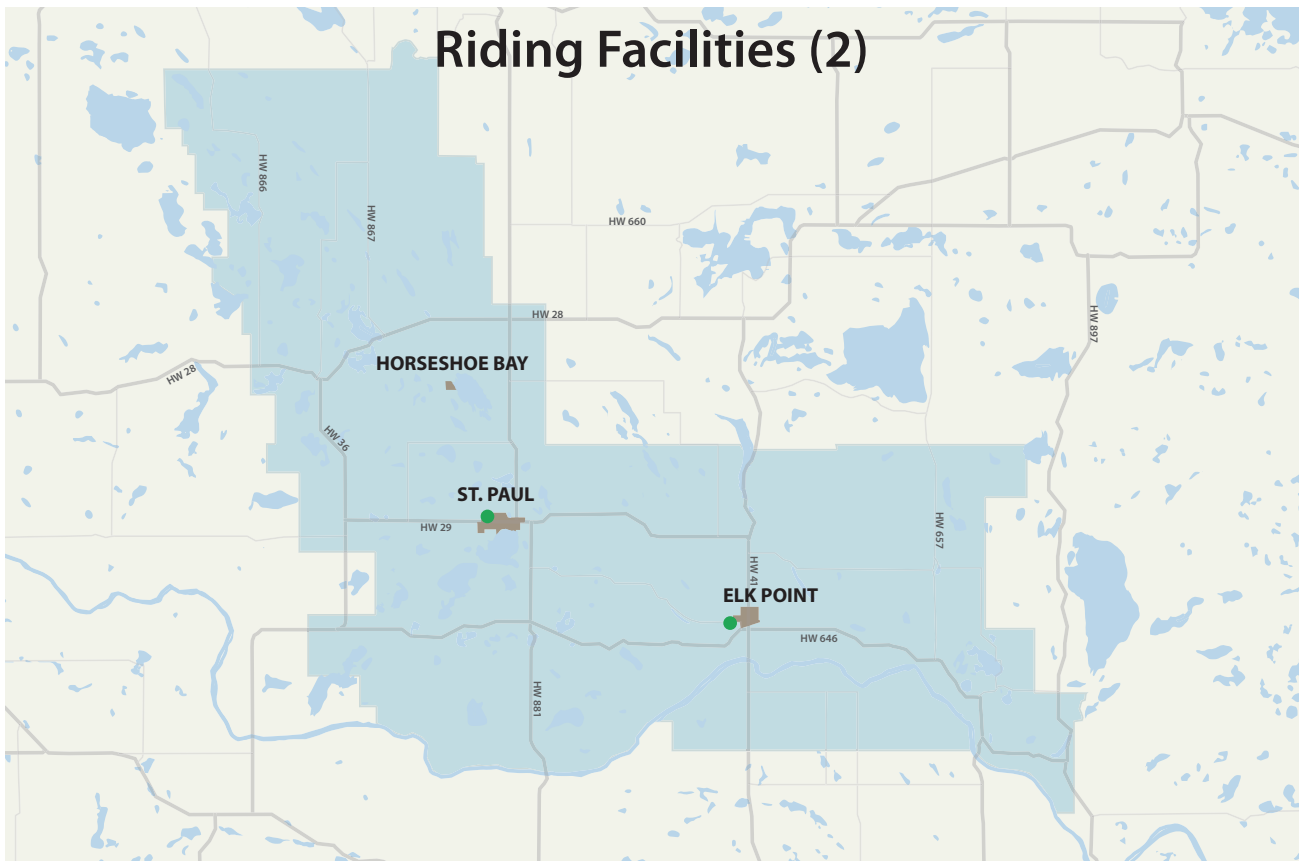 Riding Facilities (2)
HW 866
HW 867
HW 660
HW 28
HW 897
HORSESHOE BAY
HW 28
HW 36
ST. PAUL
HW 29
HW 657
HW 41
ELK POINT
HW 646
HW 881